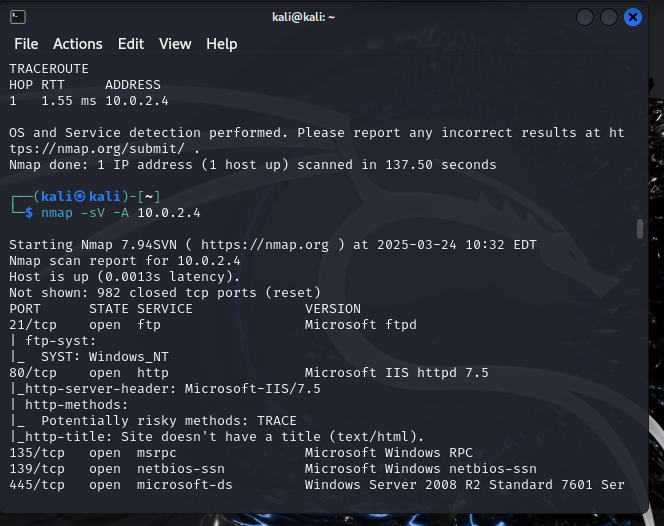 kali@kali: ~
File Actions Edit View Help
TRACEROUTE
HOP RTT     ADDRESS
1   1.55 ms 10.0.2.4
OS and Service detection performed. Please report any incorrect results at ht
tps://nmap.org/submit/ .
Nmap done: 1 IP address (1 host up) scanned in 137.50 seconds
┌──(kali㉿kali)-[~]
└─$ nmap -sV -A 10.0.2.4
Starting Nmap 7.94SVN ( https://nmap.org ) at 2025-03-24 10:32 EDT
Nmap scan report for 10.0.2.4
Host is up (0.0013s latency).
Not shown: 982 closed tcp ports (reset)
PORT      STATE SERVICE            VERSION
21/tcp    open  ftp                Microsoft ftpd
| ftp-syst:
|_  SYST: Windows_NT
80/tcp    open  http               Microsoft IIS httpd 7.5
|_http-server-header: Microsoft-IIS/7.5
| http-methods:
|_  Potentially risky methods: TRACE
|_http-title: Site doesn't have a title (text/html).
135/tcp   open  msrpc              Microsoft Windows RPC
139/tcp   open  netbios-ssn        Microsoft Windows netbios-ssn
445/tcp   open  microsoft-ds       Windows Server 2008 R2 Standard 7601 Ser